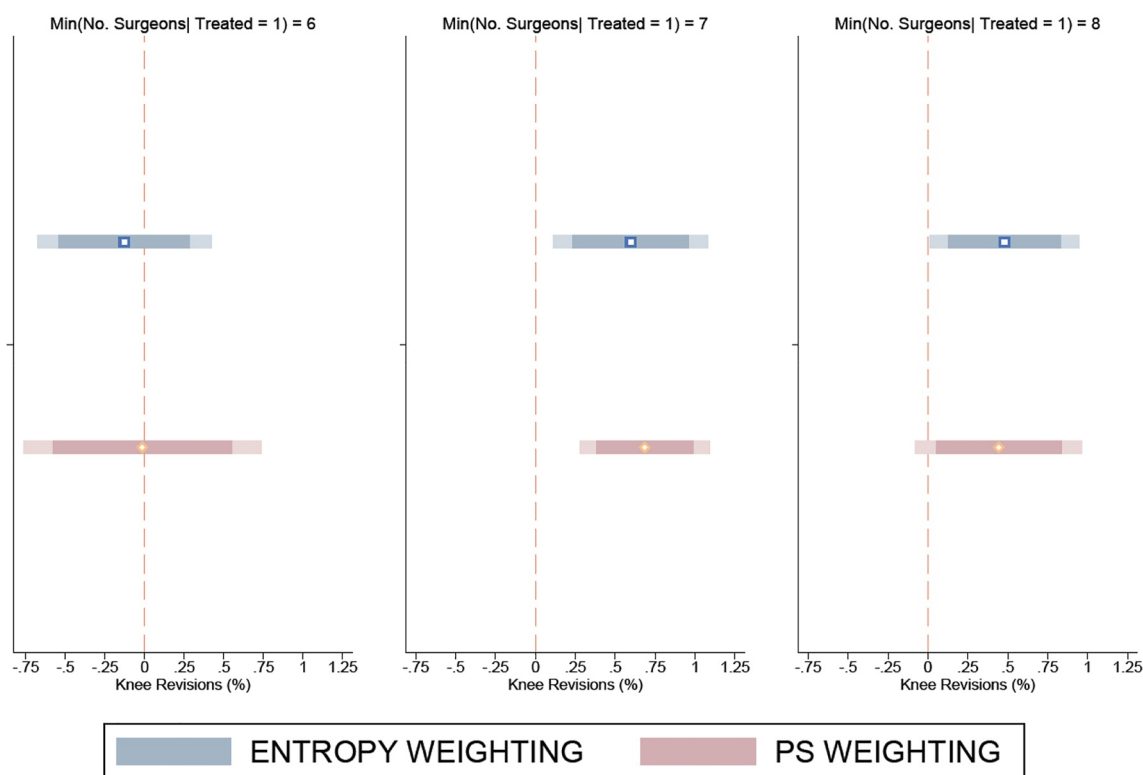 Min(No. Surgeons| Treated = 1) = 6
Min(No. Surgeons| Treated = 1) = 7
Min(No. Surgeons| Treated = 1) = 8
-.75 -.5 -.25 0 .25 .5 .75 1 1.25
-.75 -.5 -.25 0 .25 .5 .75 1 1.25
-.75 -.5 -.25 0 .25 .5 .75 1 1.25
Knee Revisions (%)
Knee Revisions (%)
Knee Revisions (%)
ENTROPY WEIGHTING
PS WEIGHTING